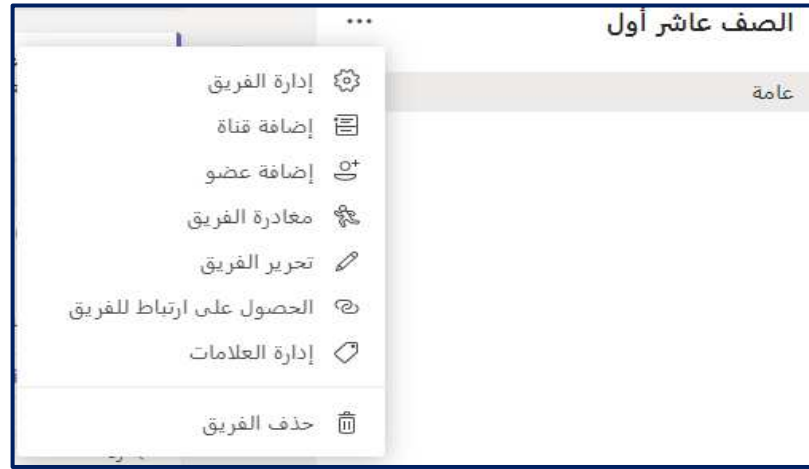 الصف عاشر أول
...
عامة
إدارة الفريق
إضافة قناة
إضافة عضو
مغادرة الفريق
تحرير الفريق
الحصول على ارتباط للفريق
إدارة العلامات
حذف الفريق